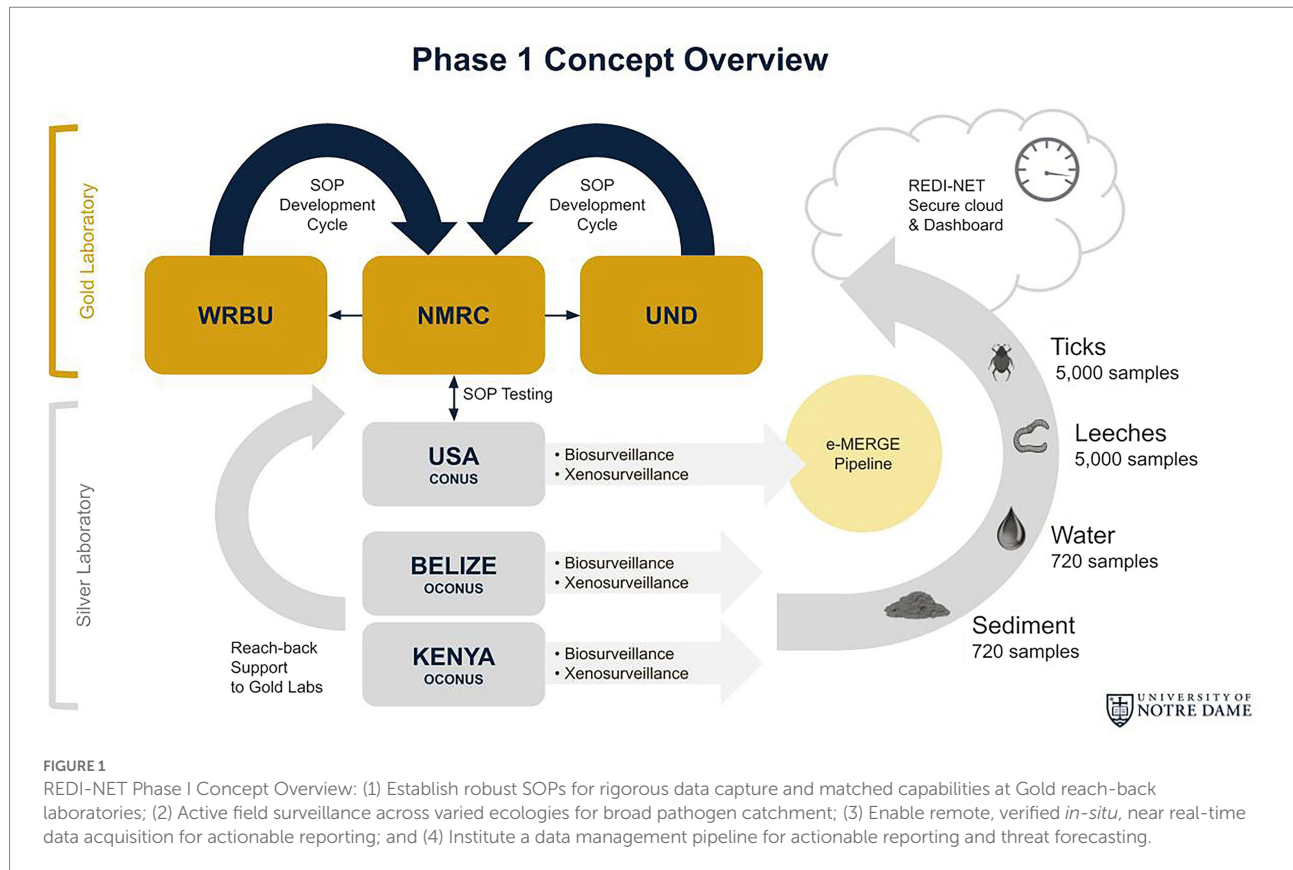 Phase 1 Concept Overview
Gold Laboratory
SOP
Development
Cycle
SOP
Development
Cycle
WRBU
NMRC
UND
REDI-NET
Secure cloud
& Dashboard
SOP Testing
Silver Laboratory
USA
CONUS
• Biosurveillance
• Xenosurveillance
e-MERGE
Pipeline
BELIZE
OCONUS
• Biosurveillance
• Xenosurveillance
KENYA
OCONUS
• Biosurveillance
• Xenosurveillance
Reach-back
Support
to Gold Labs
Ticks
5,000 samples
Leeches
5,000 samples
Water
720 samples
Sediment
720 samples
UNIVERSITY OF
NOTRE DAME
FIGURE 1
REDI-NET Phase I Concept Overview: (1) Establish robust SOPs for rigorous data capture and matched capabilities at Gold reach-back
laboratories; (2) Active field surveillance across varied ecologies for broad pathogen catchment; (3) Enable remote, verified in-situ, near real-time
data acquisition for actionable reporting; and (4) Institute a data management pipeline for actionable reporting and threat forecasting.